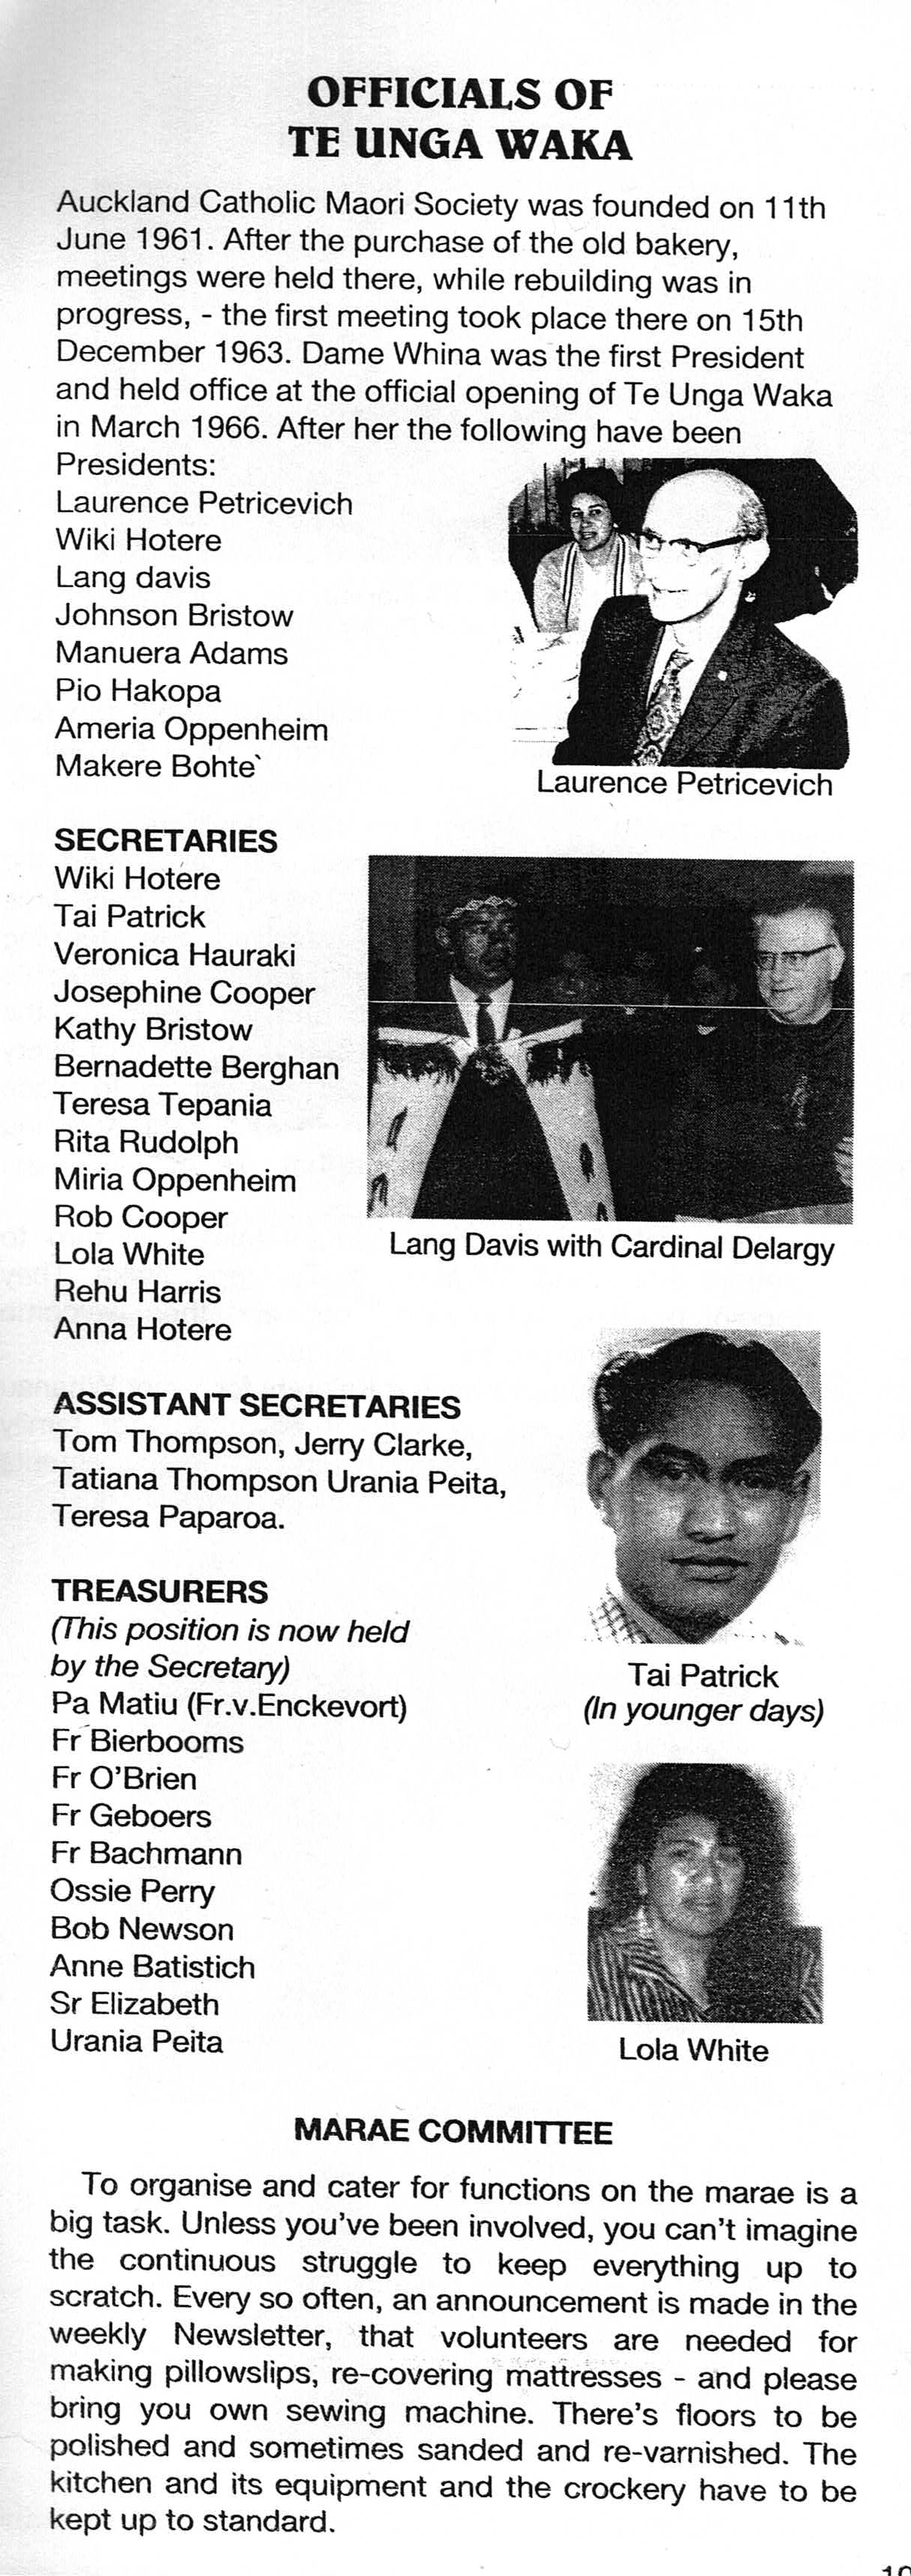 OFFICIALS OF
TE UNGA WAKA
Auckland Catholic Maori Society was founded on 11th
June 1961. After the purchase of the old bakery,
meetings were held there, while rebuilding was in
progress, - the first meeting took place there on 15th
December 1963. Dame Whina was the first President
and held office at the official opening of Te Unga Waka
in March 1966. After her the following have been
Presidents:
Laurence Petricevich
Wiki Hotere
Lang davis
Johnson Bristow
Manuera Adams
Pio Hakopa
Ameria Oppenheim
Makere Bohte`
Laurence Petricevich
SECRETARIES
Wiki Hotere
Tai Patrick
Veronica Hauraki
Josephine Cooper
Kathy Bristow
Bernadette Berghan
Teresa Tepania
Rita Rudolph
Miria Oppenheim
Rob Cooper
Lola White
Rehu Harris
Anna Hotere
Lang Davis with Cardinal Delargy
ASSISTANT SECRETARIES
Tom Thompson, Jerry Clarke,
Tatiana Thompson Urania Peita,
Teresa Paparoa.
TREASURERS
(This position is now held
by the Secretary)
Pa Matiu (Fr.v.Enckevort)
Fr Bierbooms
Fr O'Brien
Fr Geboers
Fr Bachmann
Ossie Perry
Bob Newson
Anne Batistich
Sr Elizabeth
Urania Peita
Tai Patrick
(In younger days)
Lola White
MARAE COMMITTEE
To organise and cater for functions on the marae is a
big task. Unless you've been involved, you can't imagine
the continuous struggle to keep everything up to
scratch. Every so often, an announcement is made in the
weekly Newsletter, that volunteers are needed for
making pillowslips, re-covering mattresses - and please
bring you own sewing machine. There's floors to be
polished and sometimes sanded and re-varnished. The
kitchen and its equipment and the crockery have to be
kept up to standard.